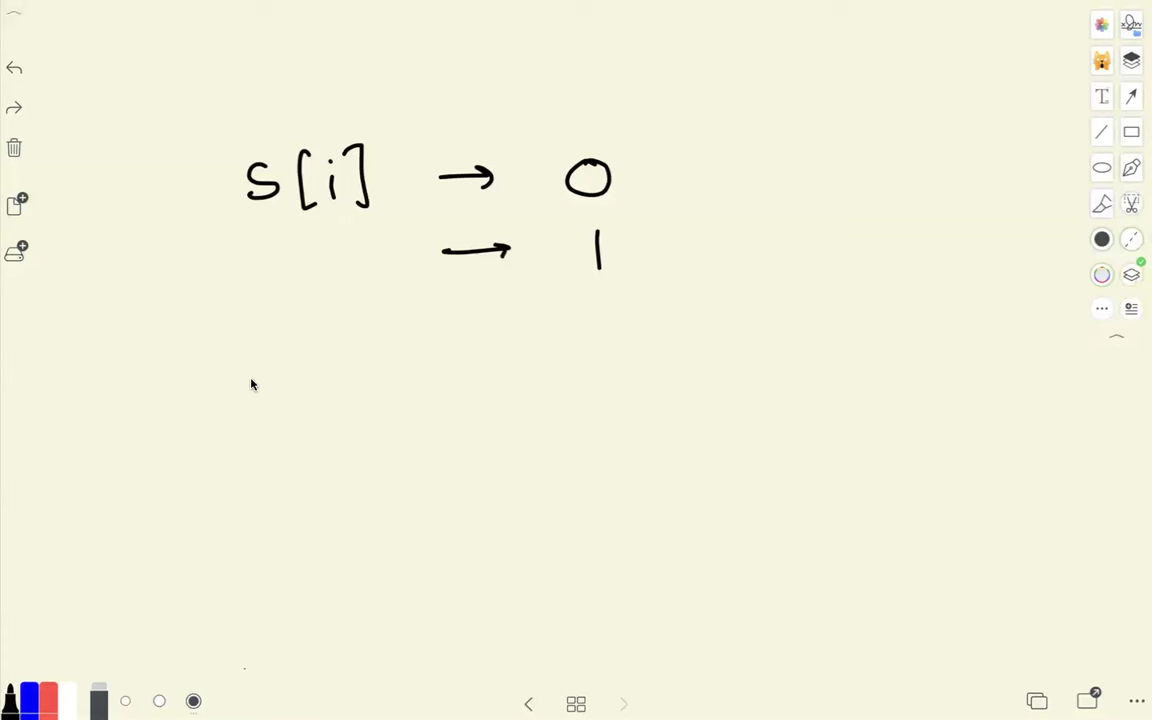 s[i] → 0
→ 1